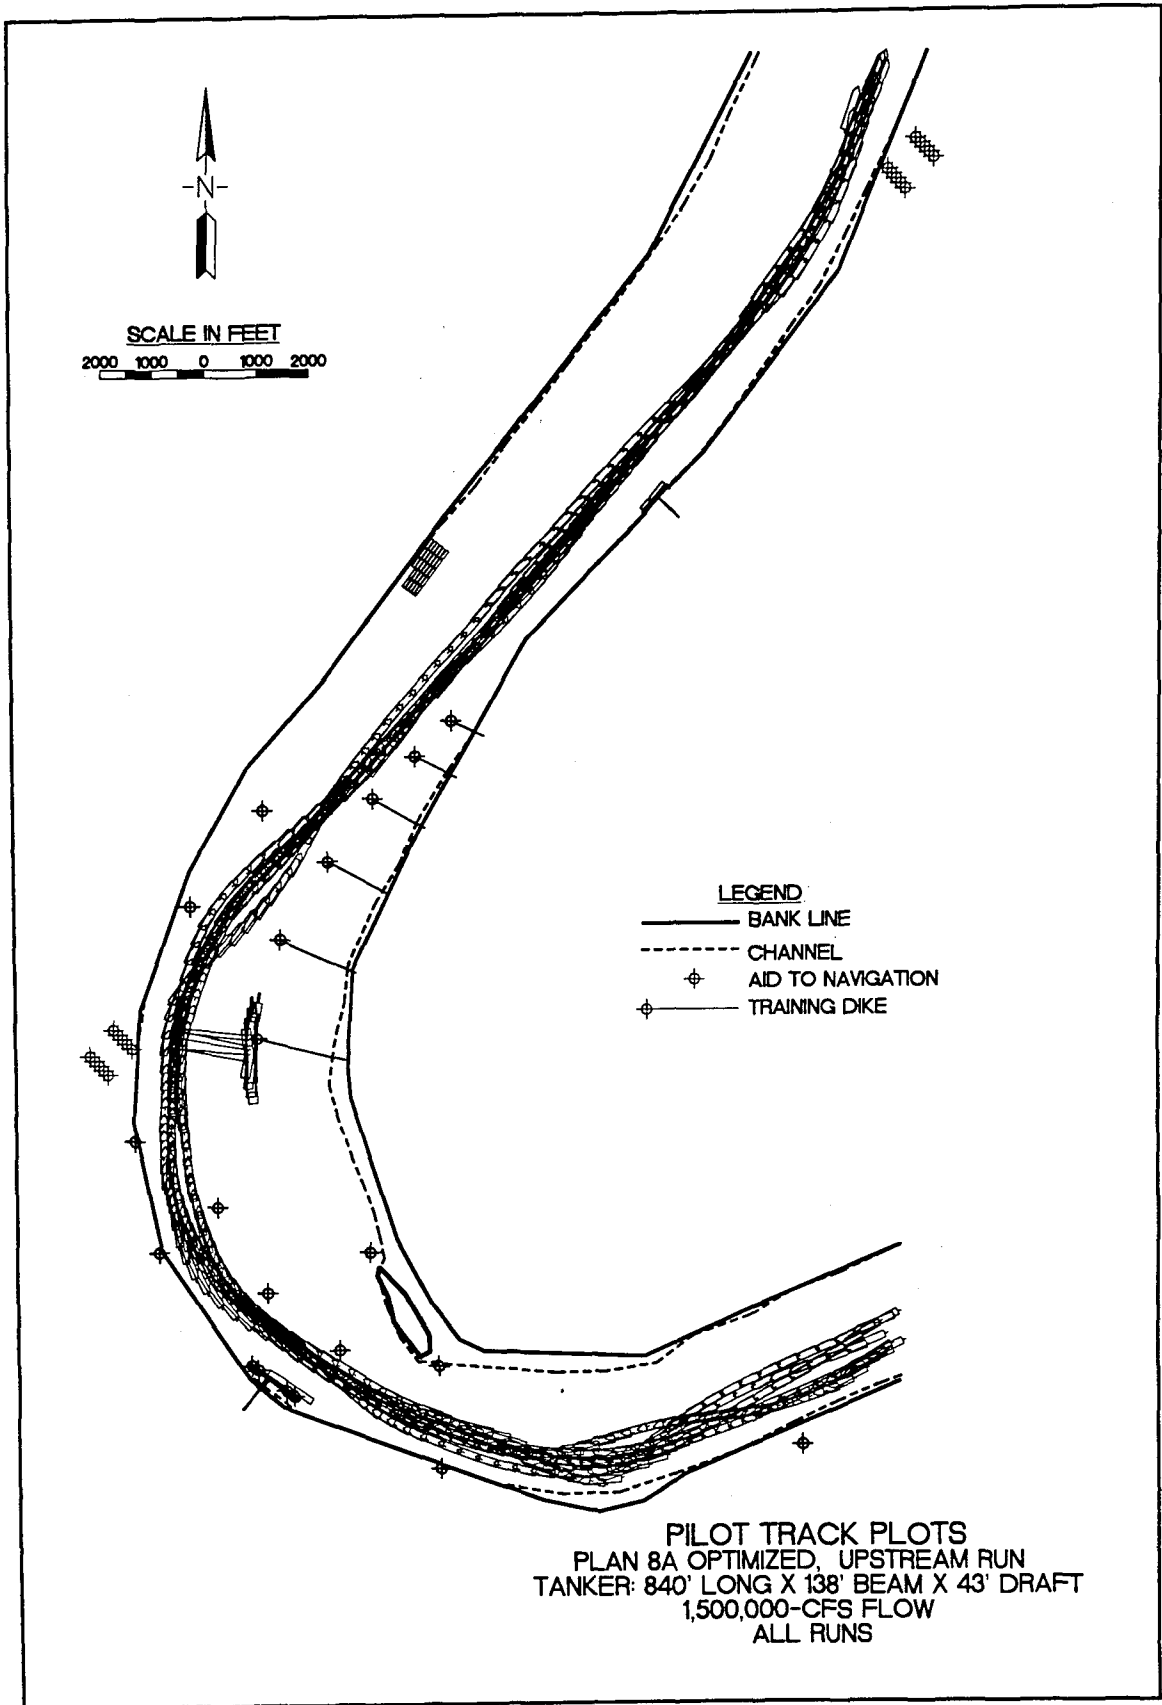 -N-
SCALE IN FEET
2000 1000 0 1000 2000
LEGEND
BANK LINE
CHANNEL
AID TO NAVIGATION
TRAINING DIKE
PILOT TRACK PLOTS
PLAN 8A OPTIMIZED, UPSTREAM RUN
TANKER: 840' LONG X 138' BEAM X 43' DRAFT
1,500,000-CFS FLOW
ALL RUNS